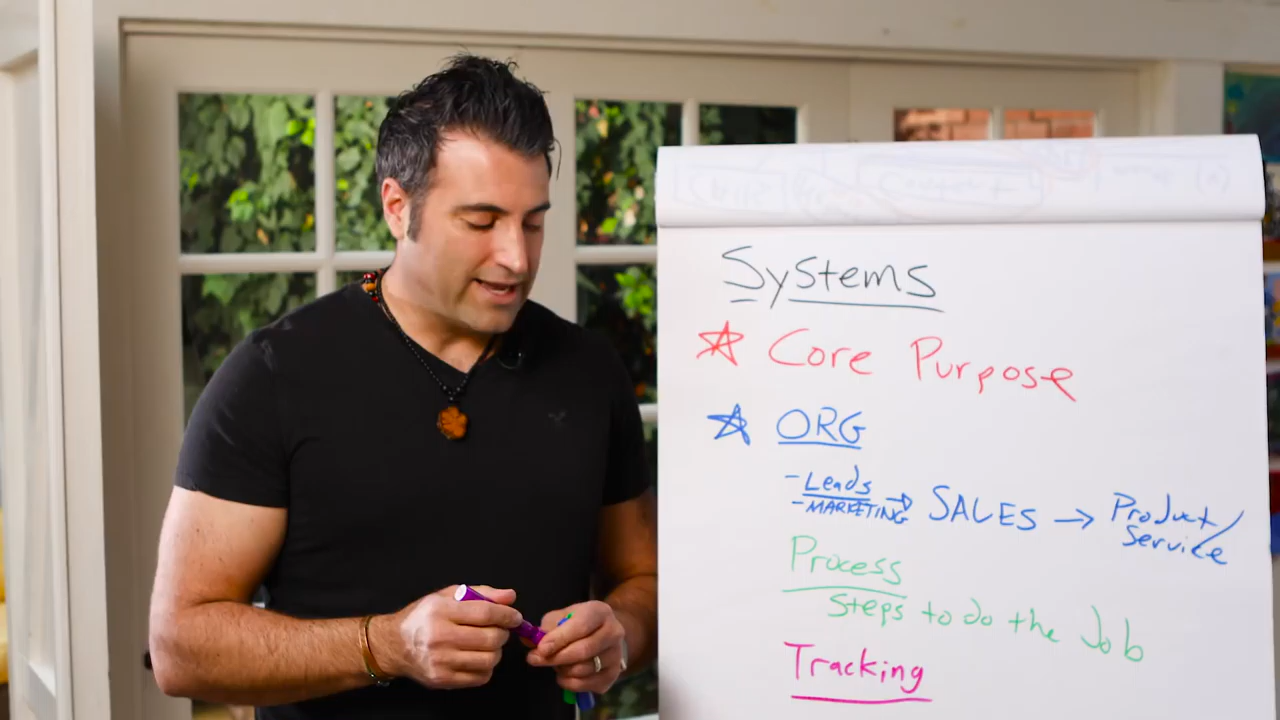 Systems
Core Purpose
ORG
- Leads
- MARKETING → SALES → Product/
Service
Process
Steps to do the Job
Tracking